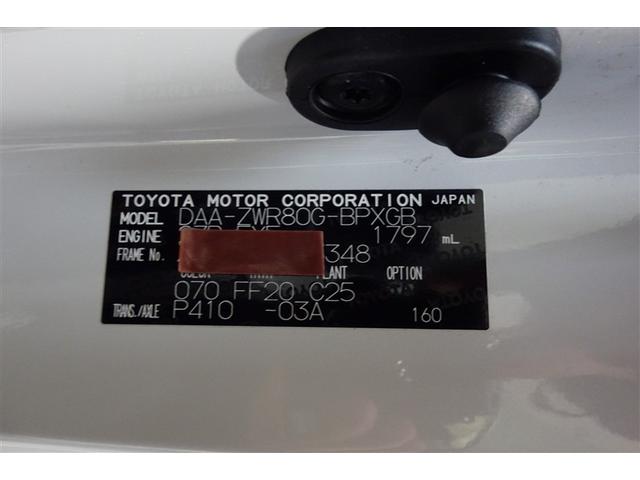 TOYOTA MOTOR CORPORATION JAPAN
MODEL DAA-ZWR80G-BPXGB
ENGINE 1797 mL
FRAME No. 348
PLANT OPTION
070 FF20 C25
TRANS./AXLE P410 -03A 160